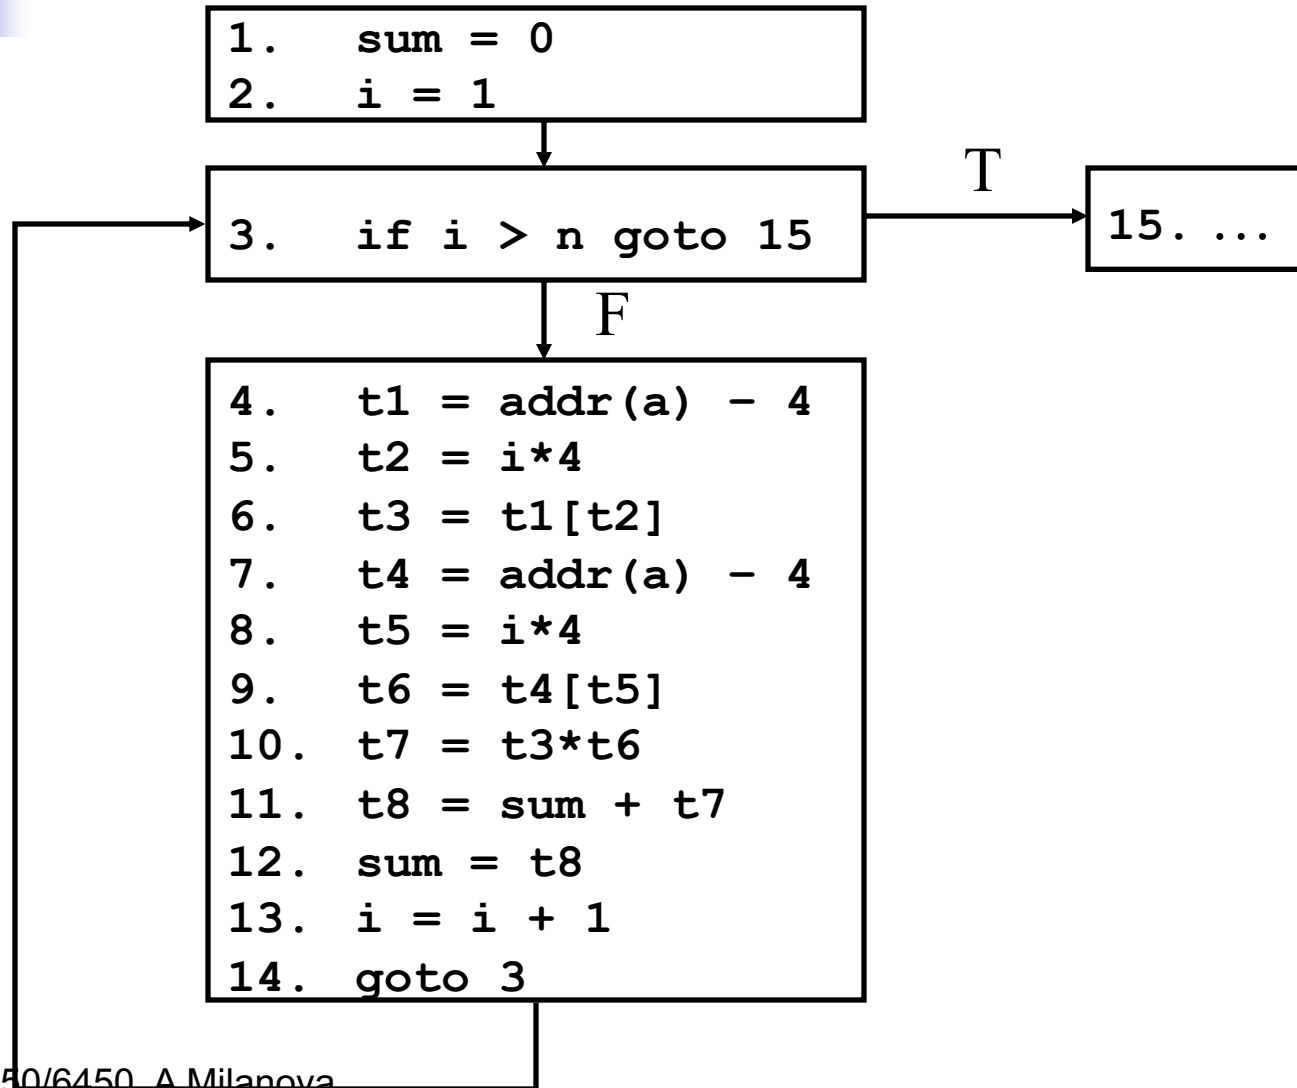 1. sum = 0
2. i = 1
T
3. if i > n goto 15
15. ...
F
4. t1 = addr(a) – 4
5. t2 = i*4
6. t3 = t1[t2]
7. t4 = addr(a) – 4
8. t5 = i*4
9. t6 = t4[t5]
10. t7 = t3*t6
11. t8 = sum + t7
12. sum = t8
13. i = i + 1
14. goto 3
50/6450, A Milanova